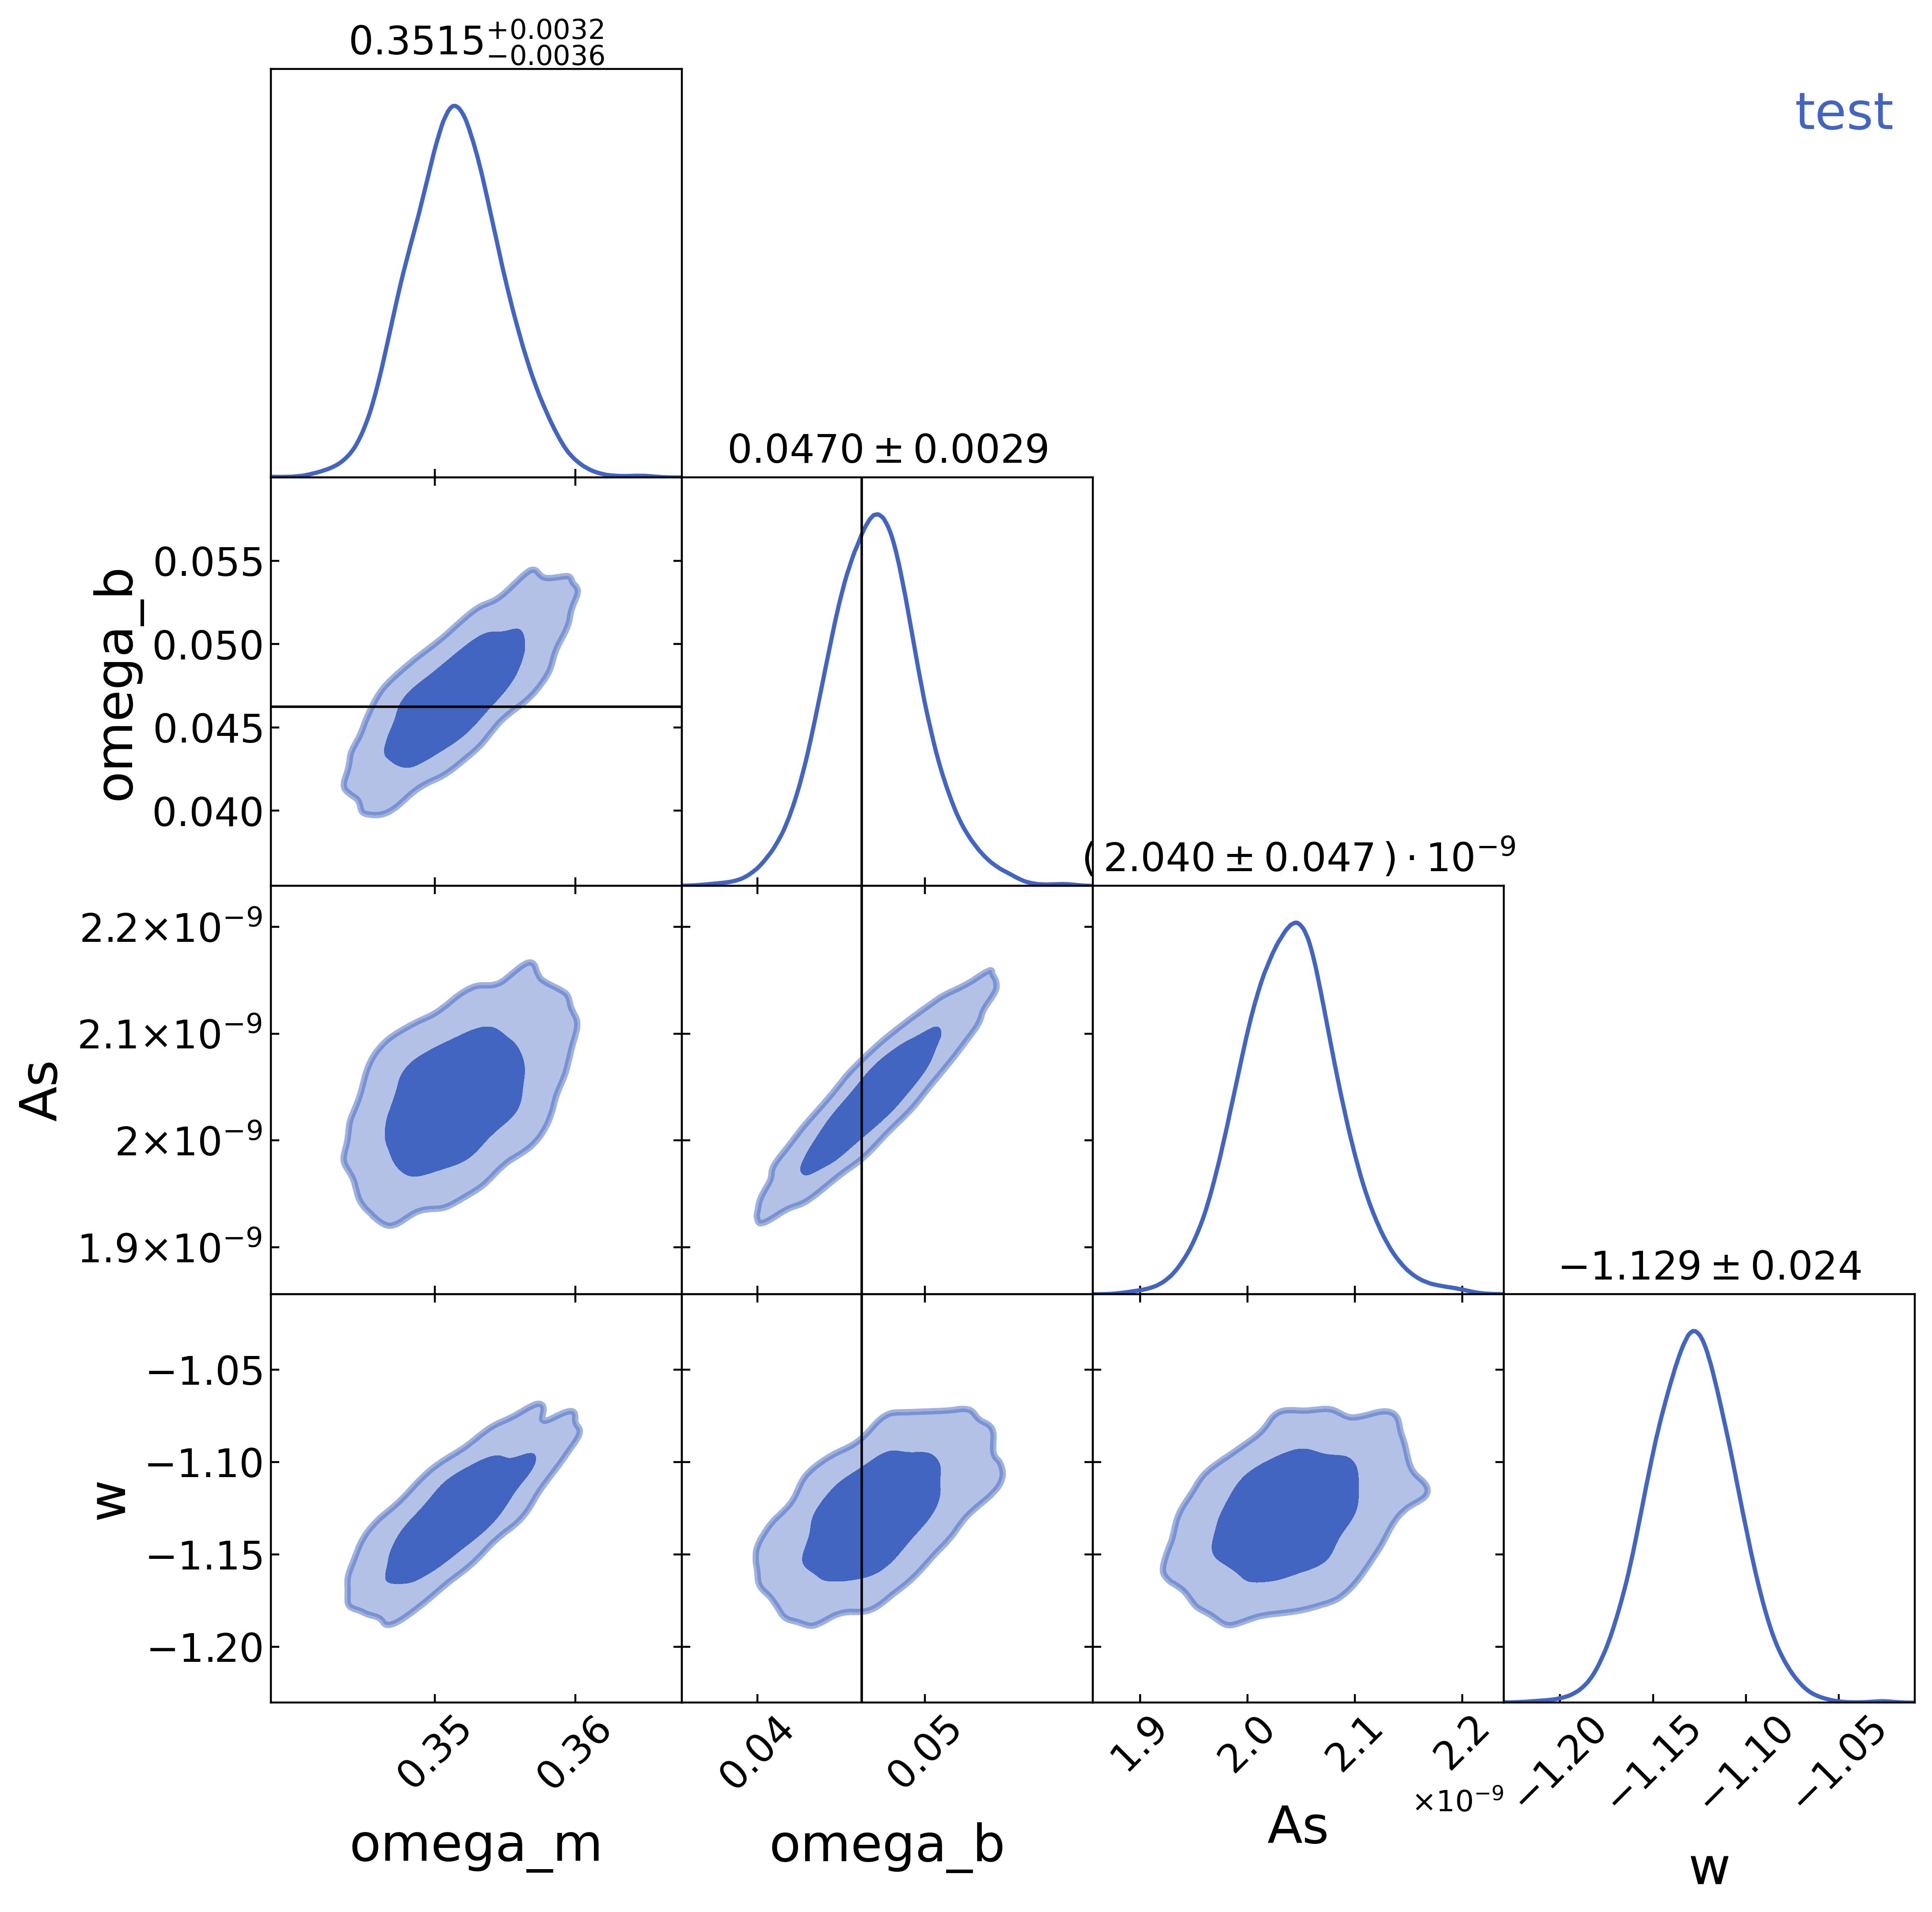 0.3515+0.0032−0.0036
test
0.0470 ± 0.0029
omega_b
0.055
0.050
0.045
0.040
(2.040 ± 0.047) · 10−9
As
2.2×10−9
2.1×10−9
2×10−9
1.9×10−9
−1.129 ± 0.024
w
−1.05
−1.10
−1.15
−1.20
0.35 0.36 0.04 0.05 1.9 2.0 2.1 2.2 −1.20 −1.15 −1.10 −1.05
×10−9
omega_m omega_b As w